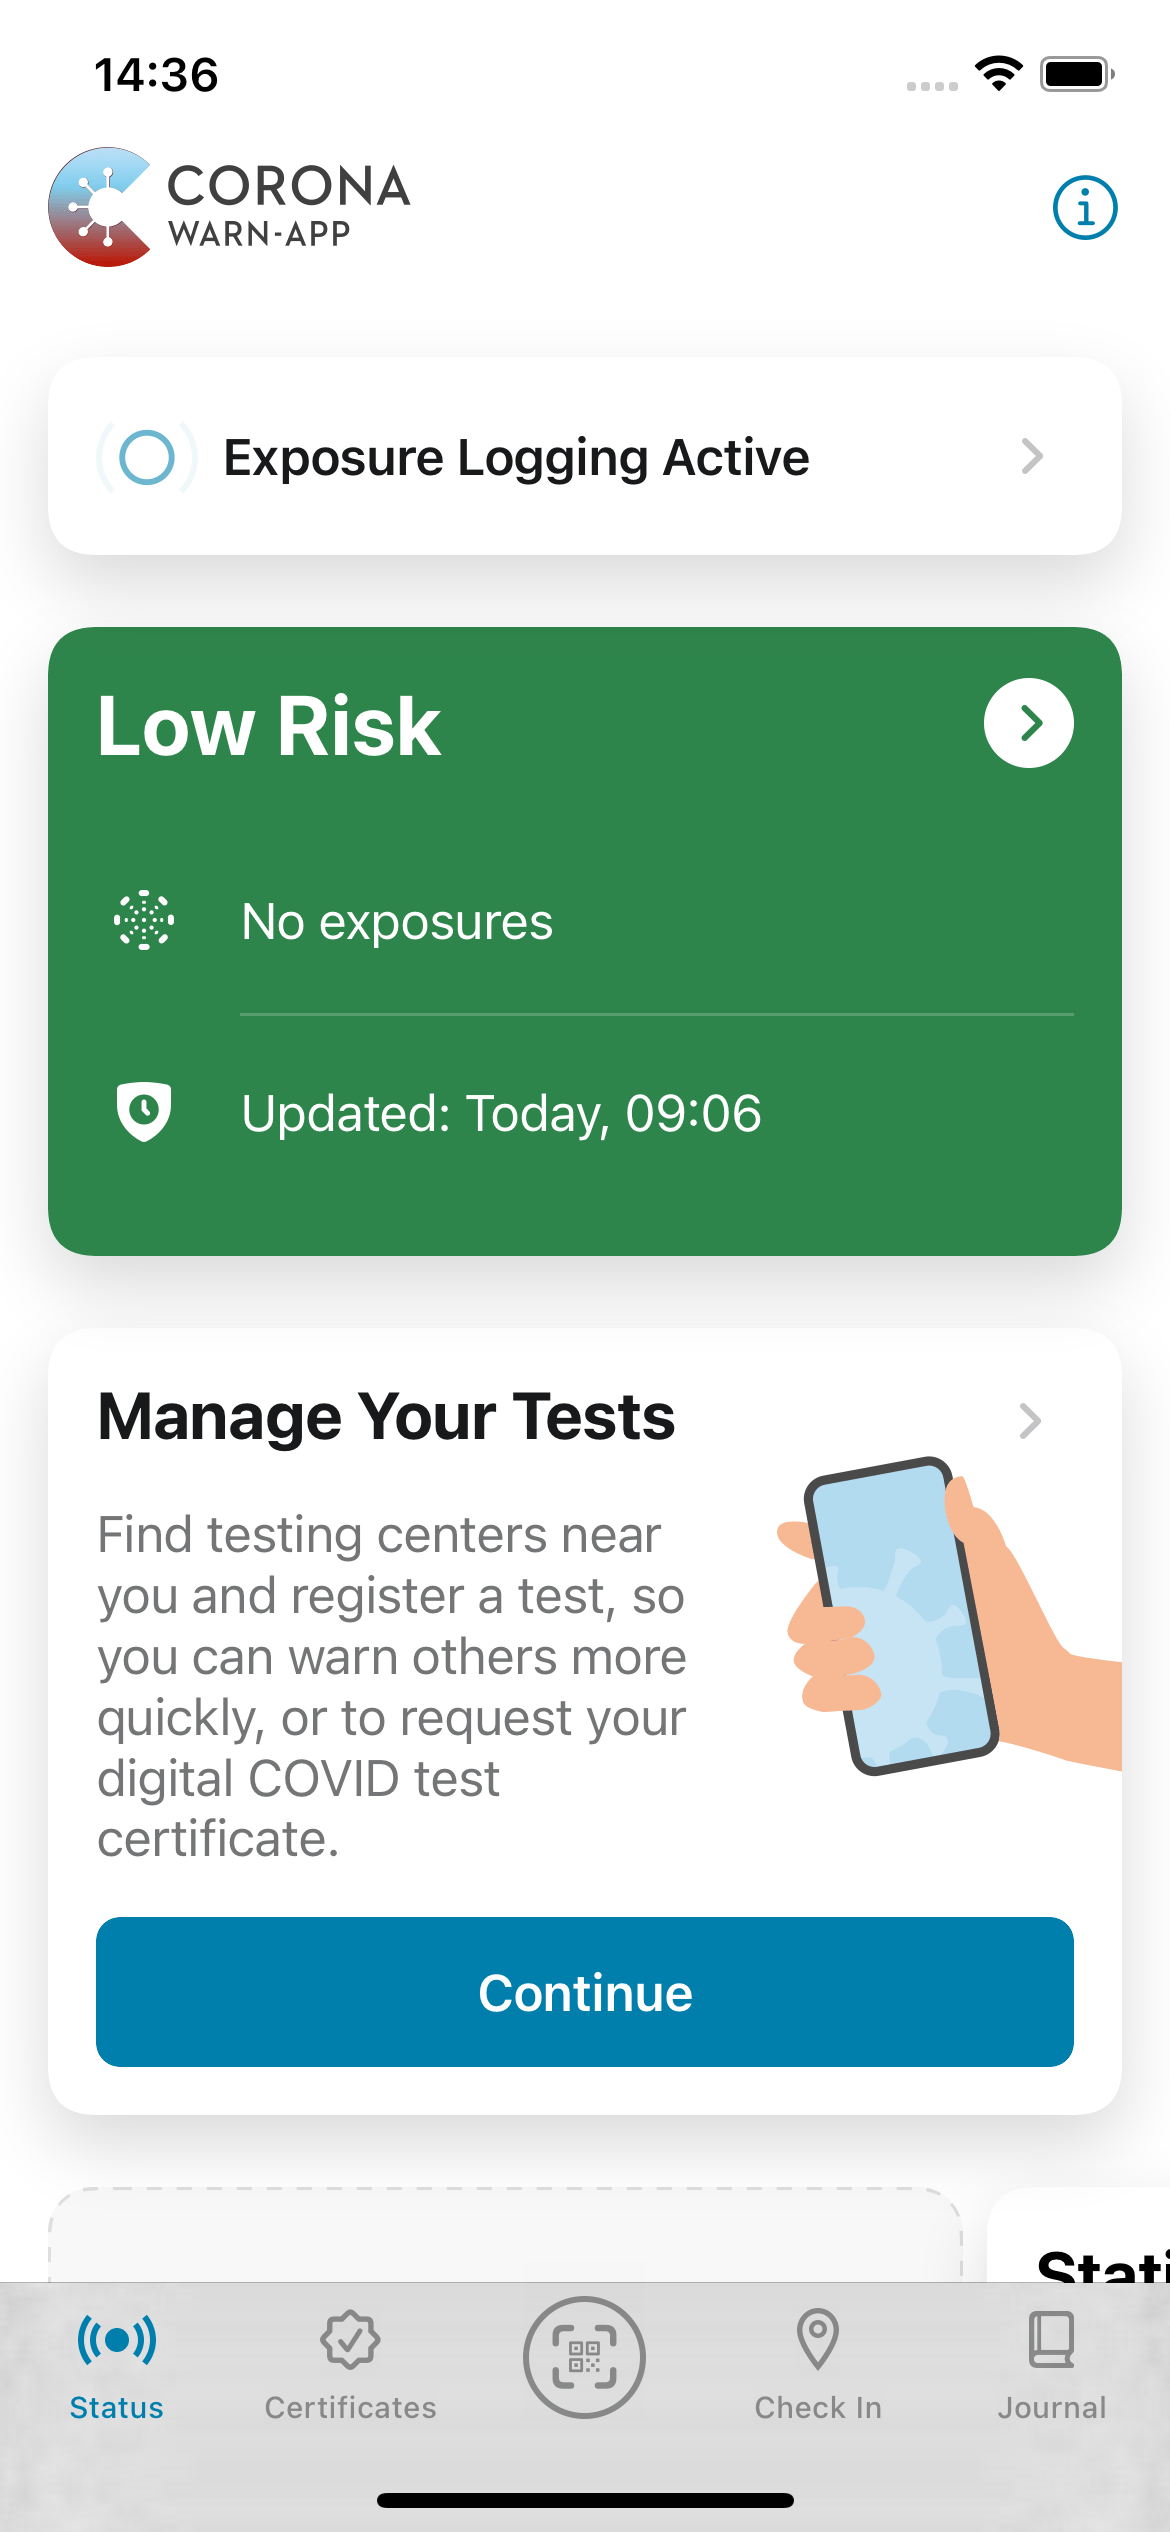 14:36
CORONA
WARN-APP
Exposure Logging Active
Low Risk
No exposures
Updated: Today, 09:06
Manage Your Tests
Find testing centers near
you and register a test, so
you can warn others more
quickly, or to request your
digital COVID test
certificate.
Continue
Stati
Status
Certificates
Check In
Journal